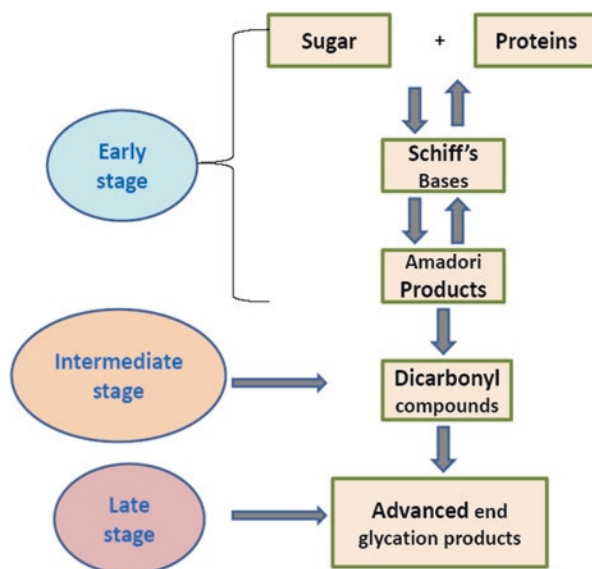 Sugar + Proteins
Early
stage
Schiff's
Bases
Amadori
Products
Intermediate
stage
Dicarbonyl
compounds
Late
stage
Advanced end
glycation products